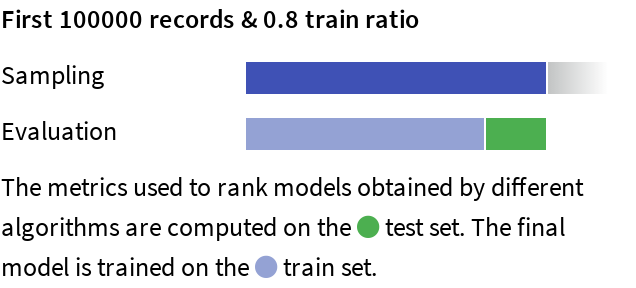 First 100000 records & 0.8 train ratio
Sampling
Evaluation
The metrics used to rank models obtained by different
algorithms are computed on the test set. The final
model is trained on the train set.